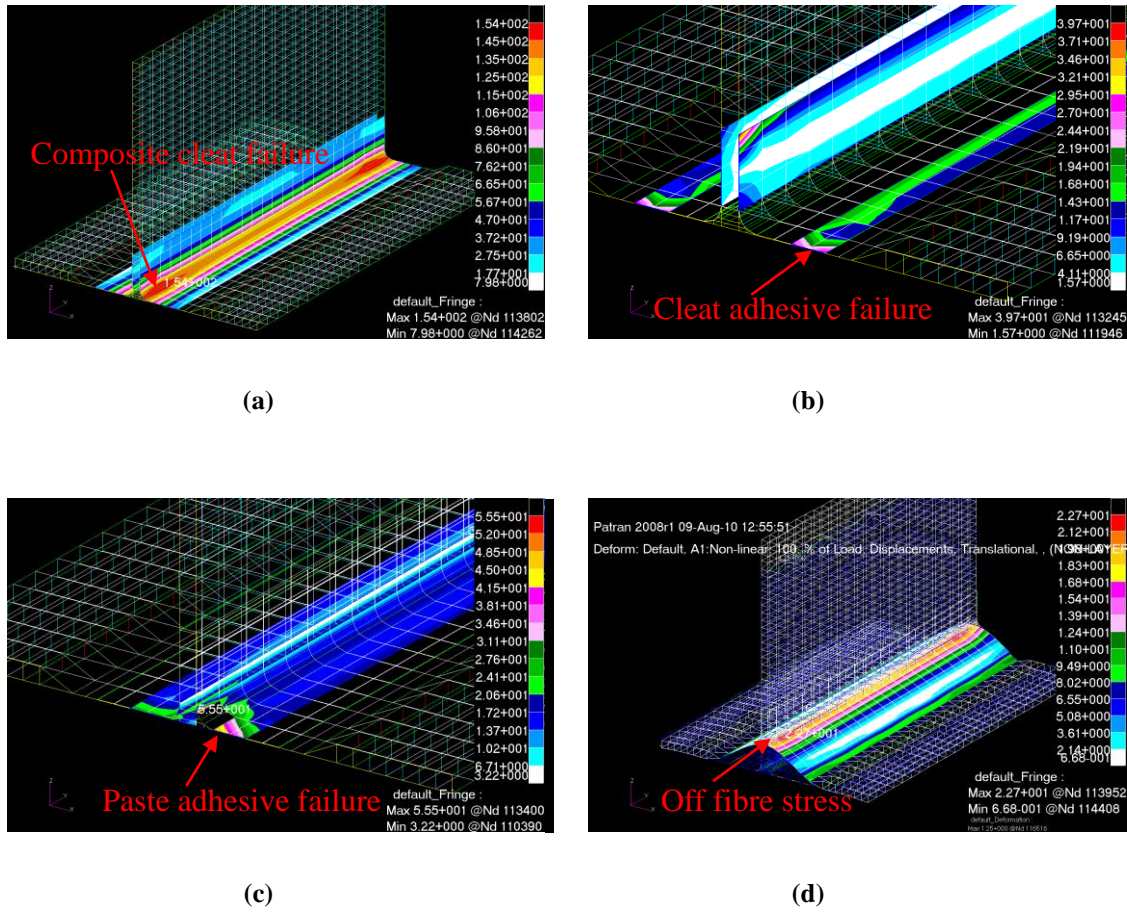 1.54+002
1.45+002
1.35+002
1.25+002
1.15+002
1.06+002
9.58+001
8.60+001
7.62+001
6.65+001
5.67+001
4.70+001
3.72+001
2.75+001
1.77+001
7.98+000
Composite cleat failure
1.54+002
default_Fringe :
Max 1.54+002 @Nd 113802
Min 7.98+000 @Nd 114262
(a)
3.97+001
3.71+001
3.46+001
3.21+001
2.95+001
2.70+001
2.44+001
2.19+001
1.94+001
1.68+001
1.43+001
1.17+001
9.19+000
6.65+000
4.11+000
1.57+000
Cleat adhesive failure
default_Fringe :
Max 3.97+001 @Nd 113245
Min 1.57+000 @Nd 111946
(b)
5.55+001
5.20+001
4.85+001
4.50+001
4.15+001
3.81+001
3.46+001
3.11+001
2.76+001
2.41+001
2.06+001
1.72+001
1.37+001
1.02+001
6.71+000
3.22+000
5.55+001
Paste adhesive failure
default_Fringe :
Max 5.55+001 @Nd 113400
Min 3.22+000 @Nd 110390
(c)
Patran 2008r1 09-Aug-10 12:55:51
Deform: Default, A1:Non-linear: 100. % of Load, Displacements, Translational, , (NON-LAYER
2.27+001
2.12+001
1.98+001
1.83+001
1.68+001
1.54+001
1.39+001
1.24+001
1.10+001
9.49+000
8.02+000
6.55+000
5.08+000
3.61+000
2.14+000
6.68-001
2.27+001
Off fibre stress
default_Fringe :
Max 2.27+001 @Nd 113952
Min 6.68-001 @Nd 114408
default_Deformation :
(d)